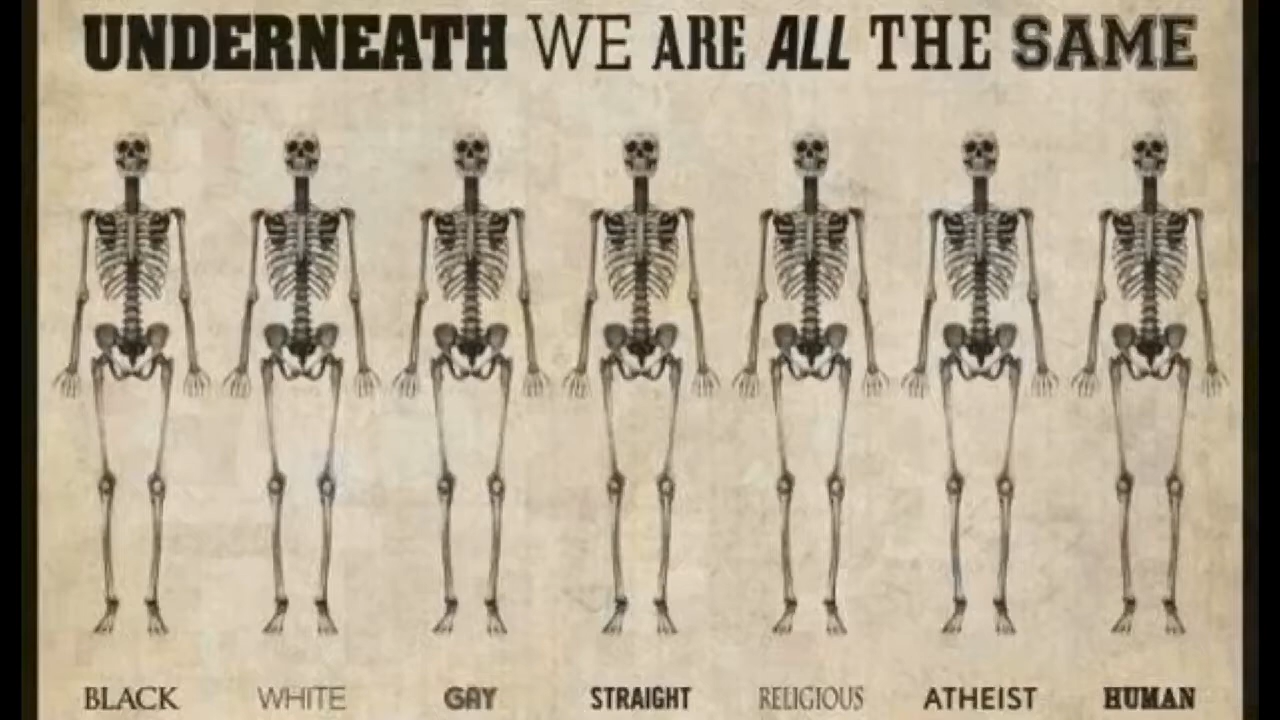 UNDERNEATH WE ARE ALL THE SAME
BLACK WHITE GAY STRAIGHT RELIGIOUS ATHEIST HUMAN